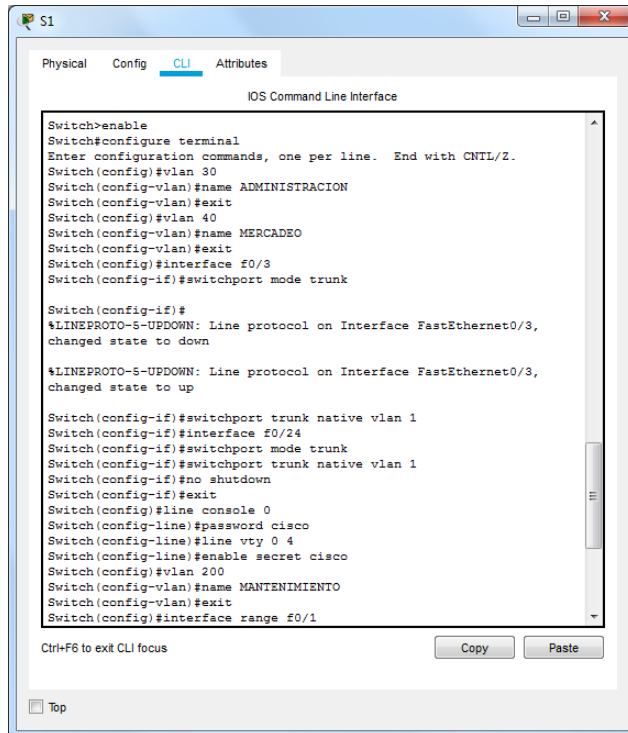 S1
Physical Config CLI Attributes
IOS Command Line Interface
Switch>enable
Switch#configure terminal
Enter configuration commands, one per line. End with CNTL/Z.
Switch(config)#vlan 30
Switch(config-vlan)#name ADMINISTRACION
Switch(config-vlan)#exit
Switch(config)#vlan 40
Switch(config-vlan)#name MERCADEO
Switch(config-vlan)#exit
Switch(config)#interface f0/3
Switch(config-if)#switchport mode trunk
Switch(config-if)#
%LINEPROTO-5-UPDOWN: Line protocol on Interface FastEthernet0/3,
changed state to down
%LINEPROTO-5-UPDOWN: Line protocol on Interface FastEthernet0/3,
changed state to up
Switch(config-if)#switchport trunk native vlan 1
Switch(config-if)#interface f0/24
Switch(config-if)#switchport mode trunk
Switch(config-if)#switchport trunk native vlan 1
Switch(config-if)#no shutdown
Switch(config-if)#exit
Switch(config)#line console 0
Switch(config-line)#password cisco
Switch(config-line)#line vty 0 4
Switch(config-line)#enable secret cisco
Switch(config)#vlan 200
Switch(config-vlan)#name MANTENIMIENTO
Switch(config-vlan)#exit
Switch(config)#interface range f0/1
Ctrl+F6 to exit CLI focus
Copy Paste
Top